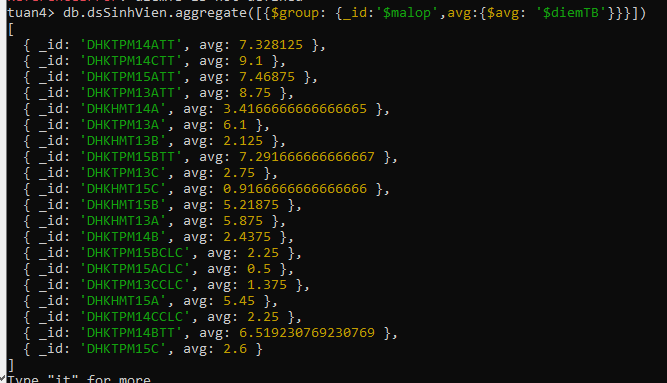 tuan4> db.dsSinhVien.aggregate([{$group: {_id:'$malop',avg:{$avg: '$diemTB'}}}])
[
{ _id: 'DHKTPM14ATT', avg: 7.328125 },
{ _id: 'DHKTPM14CTT', avg: 9.1 },
{ _id: 'DHKTPM15ATT', avg: 7.46875 },
{ _id: 'DHKTPM13ATT', avg: 8.75 },
{ _id: 'DHKHMT14A', avg: 3.4166666666666665 },
{ _id: 'DHKTPM13A', avg: 6.1 },
{ _id: 'DHKHMT13B', avg: 2.125 },
{ _id: 'DHKTPM15BTT', avg: 7.291666666666667 },
{ _id: 'DHKTPM13C', avg: 2.75 },
{ _id: 'DHKHMT15C', avg: 0.9166666666666666 },
{ _id: 'DHKHMT15B', avg: 5.21875 },
{ _id: 'DHKHMT13A', avg: 5.875 },
{ _id: 'DHKTPM14B', avg: 2.4375 },
{ _id: 'DHKTPM15BCLC', avg: 2.25 },
{ _id: 'DHKTPM15ACLC', avg: 0.5 },
{ _id: 'DHKTPM13CCLC', avg: 1.375 },
{ _id: 'DHKHMT15A', avg: 5.45 },
{ _id: 'DHKTPM14CCLC', avg: 2.25 },
{ _id: 'DHKTPM14BTT', avg: 6.519230769230769 },
{ _id: 'DHKTPM15C', avg: 2.6 }
]
Type "it" for more